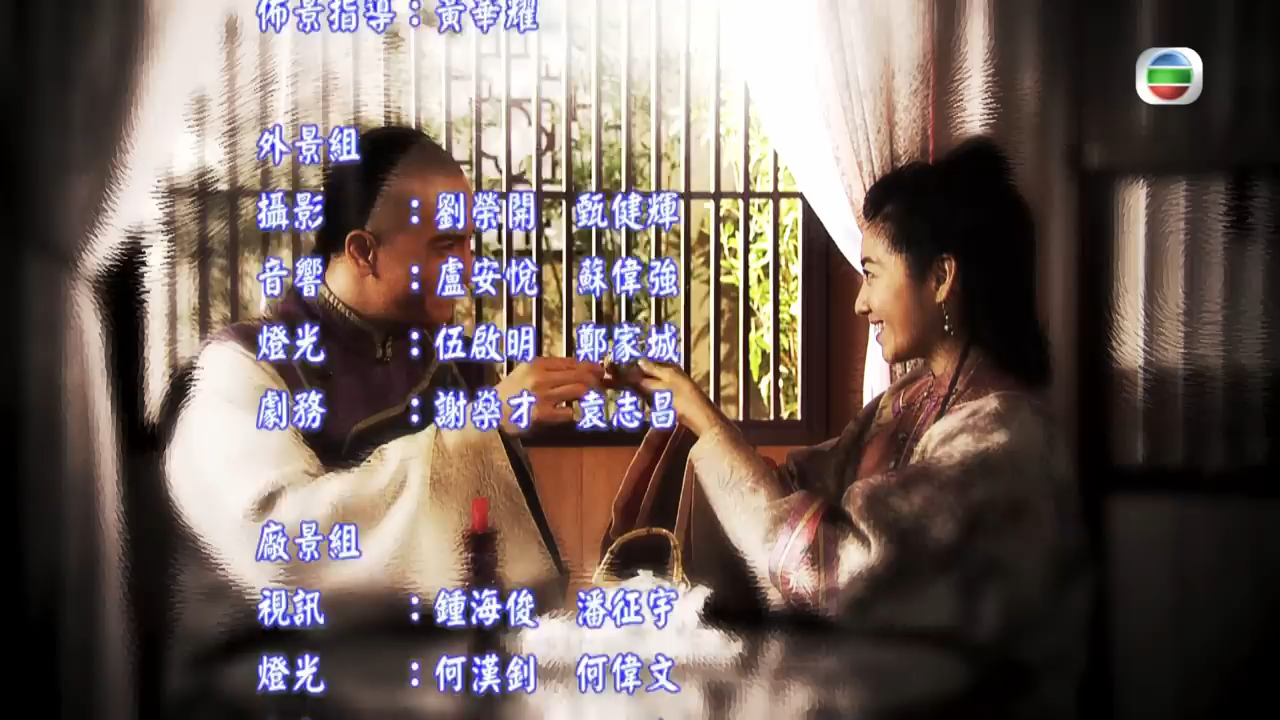 佈景指導：黃華耀
外景組
攝影：劉榮開 甄健輝
音響：盧安悅 蘇偉強
燈光：伍啟明 鄭家城
劇務：謝燊才 袁志昌
廠景組
視訊：鍾海俊 潘征宇
燈光：何漢釗 何偉文